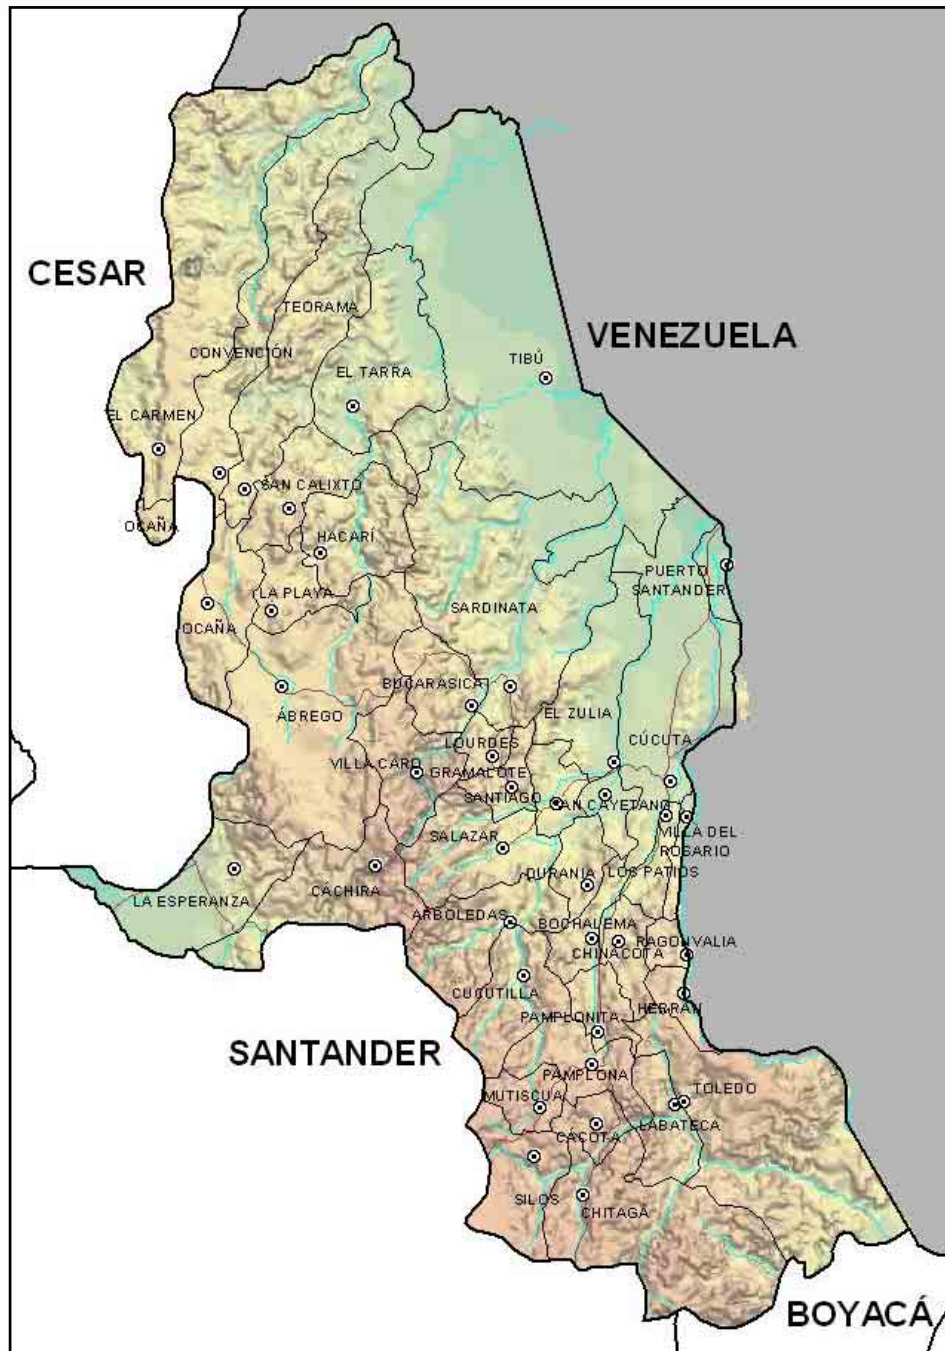 CESAR
TEORAMA
VENEZUELA
CONVENCIÓN
TIBÚ
EL TARRA
EL CARMEN
SAN CALIXTO
OCAÑA
HACARÍ
PUERTO
SANTANDER
LA PLAYA
SARDINATA
OCAÑA
BUCARASICA
ÁBREGO
EL ZULIA
LOURDES
CÚCUTA
VILLA CARO
GRAMALOTE
SANTIAGO
SAN CAYETANO
VILLA DEL
ROSARIO
SALAZAR
DURANIA
LOS PATIOS
CACHIRA
LA ESPERANZA
ARBOLEDAS
BOCHALEMA
RAGONVALIA
CHINÁCOTA
CUCUTILLA
HERRÁN
PAMPLONITA
SANTANDER
PAMPLONA
MUTISCUA
TOLEDO
LABATECA
CÁCOTA
SILOS
CHITAGÁ
BOYACÁ